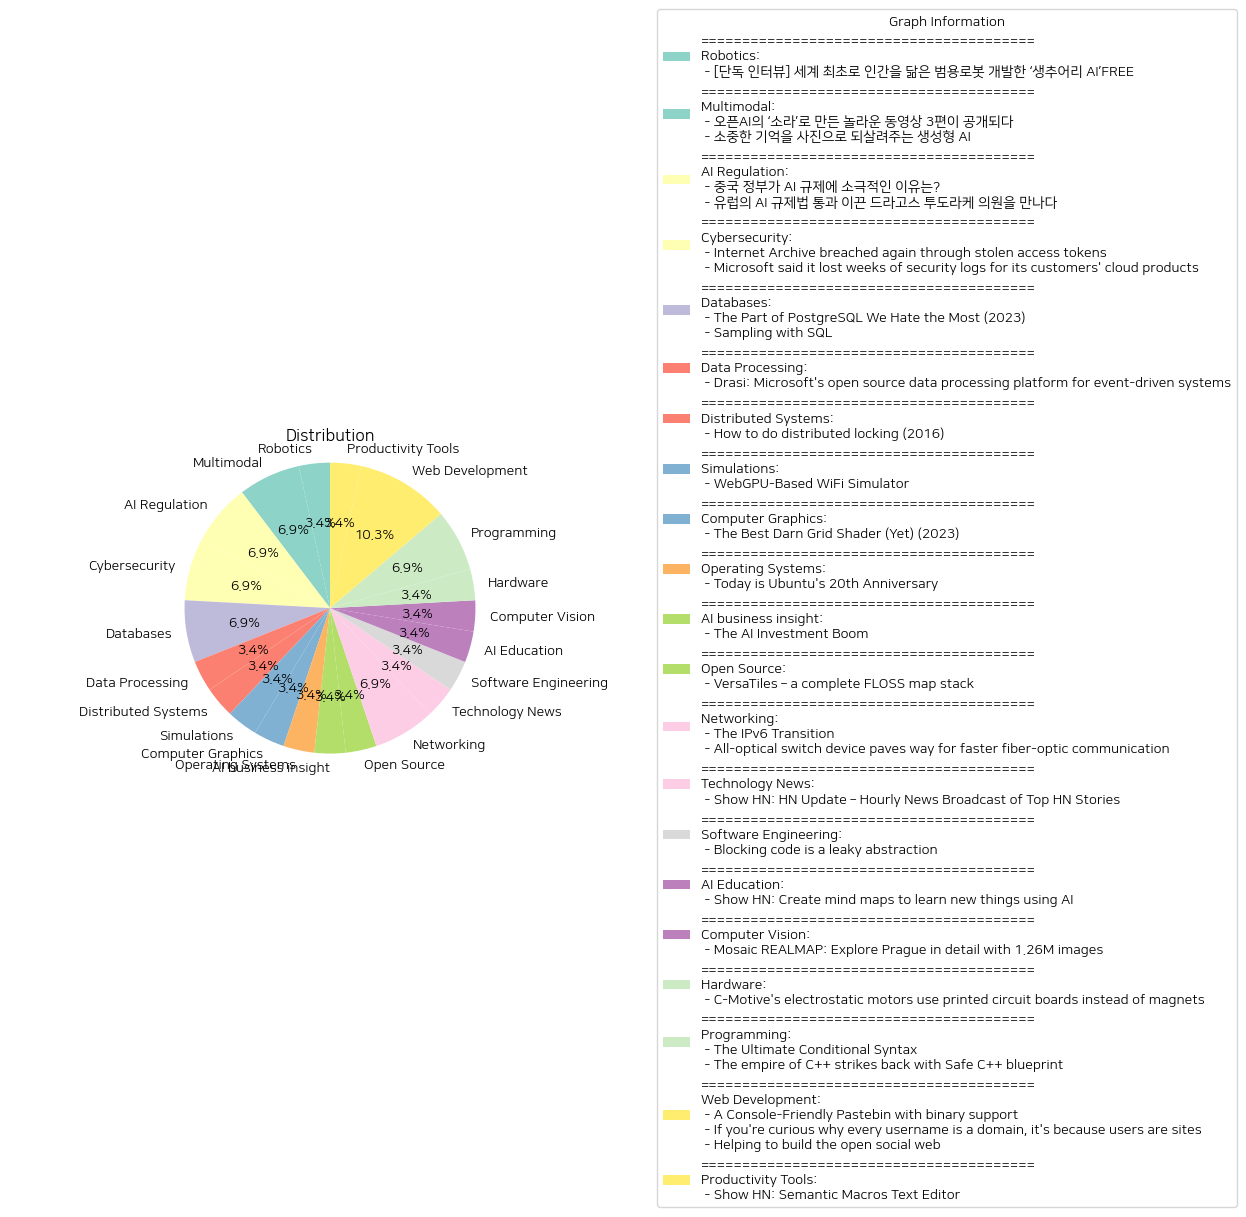 Distribution
Robotics
Productivity Tools
Multimodal
Web Development
AI Regulation
Programming
Cybersecurity
Hardware
Computer Vision
Databases
AI Education
Data Processing
Software Engineering
Distributed Systems
Technology News
Simulations
Networking
Computer Graphics
Operating Systems
AI business insight
Open Source
3.4%
3.4%
6.9%
10.3%
6.9%
6.9%
6.9%
3.4%
3.4%
6.9%
3.4%
3.4%
3.4%
3.4%
3.4%
3.4%
6.9%
3.4%
3.4%
3.4%
3.4%
Graph Information
========================================
Robotics:
- [단독 인터뷰] 세계 최초로 인간을 닮은 범용로봇 개발한 ‘생추어리 AI’FREE
========================================
Multimodal:
- 오픈AI의 ‘소라’로 만든 놀라운 동영상 3편이 공개되다
- 소중한 기억을 사진으로 되살려주는 생성형 AI
========================================
AI Regulation:
- 중국 정부가 AI 규제에 소극적인 이유는?
- 유럽의 AI 규제법 통과 이끈 드라고스 투도라케 의원을 만나다
========================================
Cybersecurity:
- Internet Archive breached again through stolen access tokens
- Microsoft said it lost weeks of security logs for its customers' cloud products
========================================
Databases:
- The Part of PostgreSQL We Hate the Most (2023)
- Sampling with SQL
========================================
Data Processing:
- Drasi: Microsoft's open source data processing platform for event-driven systems
========================================
Distributed Systems:
- How to do distributed locking (2016)
========================================
Simulations:
- WebGPU-Based WiFi Simulator
========================================
Computer Graphics:
- The Best Darn Grid Shader (Yet) (2023)
========================================
Operating Systems:
- Today is Ubuntu's 20th Anniversary
========================================
AI business insight:
- The AI Investment Boom
========================================
Open Source:
- VersaTiles – a complete FLOSS map stack
========================================
Networking:
- The IPv6 Transition
- All-optical switch device paves way for faster fiber-optic communication
========================================
Technology News:
- Show HN: HN Update – Hourly News Broadcast of Top HN Stories
========================================
Software Engineering:
- Blocking code is a leaky abstraction
========================================
AI Education:
- Show HN: Create mind maps to learn new things using AI
========================================
Computer Vision:
- Mosaic REALMAP: Explore Prague in detail with 1.26M images
========================================
Hardware:
- C-Motive's electrostatic motors use printed circuit boards instead of magnets
========================================
Programming:
- The Ultimate Conditional Syntax
- The empire of C++ strikes back with Safe C++ blueprint
========================================
Web Development:
- A Console-Friendly Pastebin with binary support
- If you're curious why every username is a domain, it's because users are sites
- Helping to build the open social web
========================================
Productivity Tools:
- Show HN: Semantic Macros Text Editor